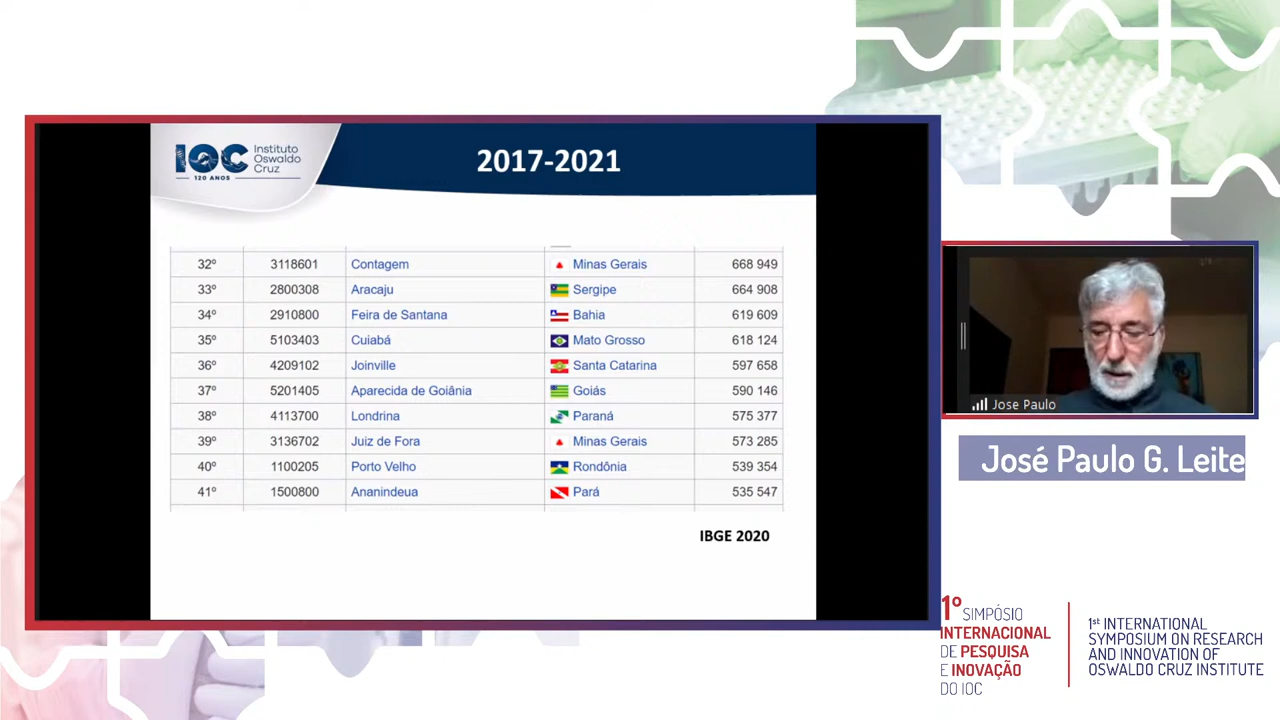 IOC
Instituto
Oswaldo
Cruz
120 ANOS
2017-2021
32º 3118601 Contagem Minas Gerais 668 949
33º 2800308 Aracaju Sergipe 664 908
34º 2910800 Feira de Santana Bahia 619 609
35º 5103403 Cuiabá Mato Grosso 618 124
36º 4209102 Joinville Santa Catarina 597 658
37º 5201405 Aparecida de Goiânia Goiás 590 146
38º 4113700 Londrina Paraná 575 377
39º 3136702 Juiz de Fora Minas Gerais 573 285
40º 1100205 Porto Velho Rondônia 539 354
41º 1500800 Ananindeua Pará 535 547
IBGE 2020
Jose Paulo
José Paulo G. Leite
1º SIMPÓSIO
INTERNACIONAL
DE PESQUISA
E INOVAÇÃO
DO IOC
1st INTERNATIONAL
SYMPOSIUM ON RESEARCH
AND INNOVATION OF
OSWALDO CRUZ INSTITUTE